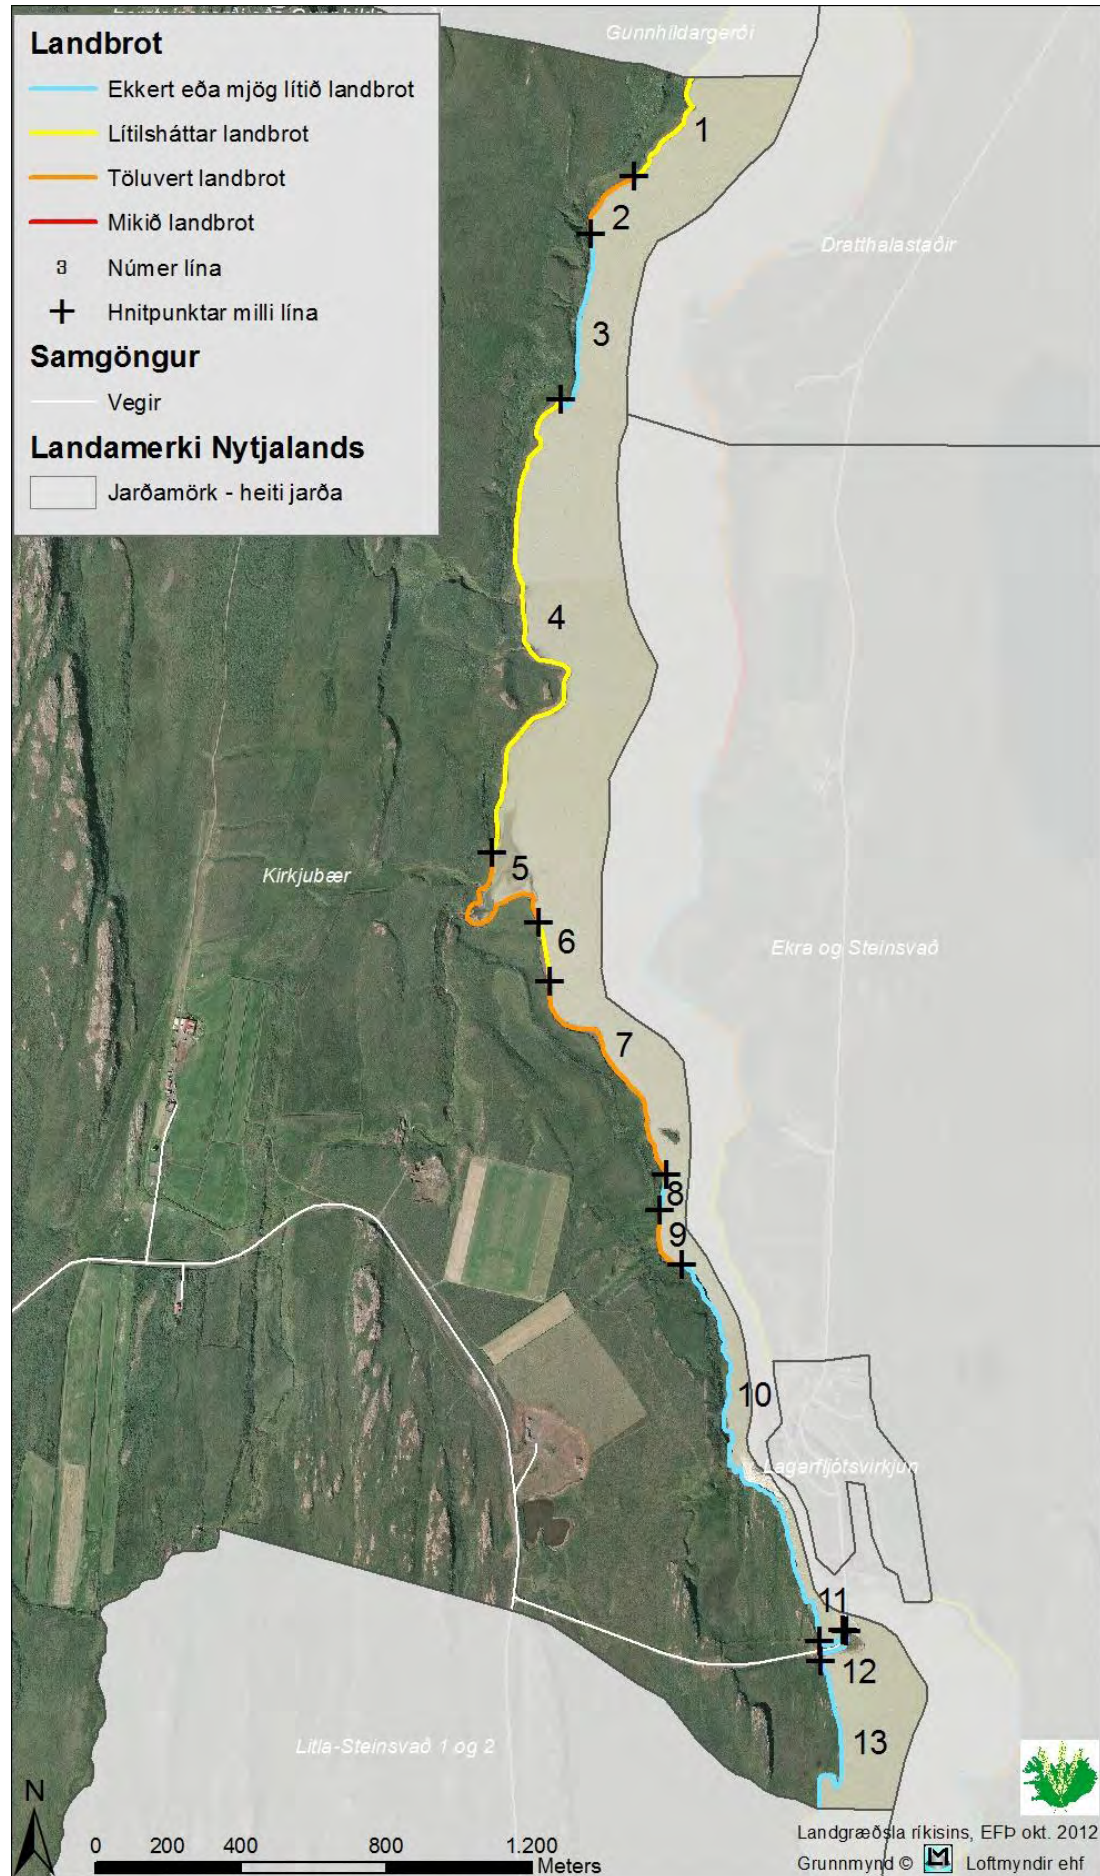 Landbrot
Ekkert eða mjög lítið landbrot
Lítilsháttar landbrot
Töluvert landbrot
Mikið landbrot
3 Númer lína
Hnitpunktar milli lína
Samgöngur
Vegir
Landamerki Nytjalands
Jarðamörk - heiti jarða
Gunnhildargerði
1
2
Dratthalastaðir
3
4
5
Kirkjubær
6
Ekra og Steinsvað
7
8
9
10
Lagarfljótsvirkjun
11
12
13
Litla-Steinsvað 1 og 2
N
0 200 400 800 1.200
Meters
Landgræðsla ríkisins, EFÞ okt. 2012
Grunnmynd © LM Loftmyndir ehf